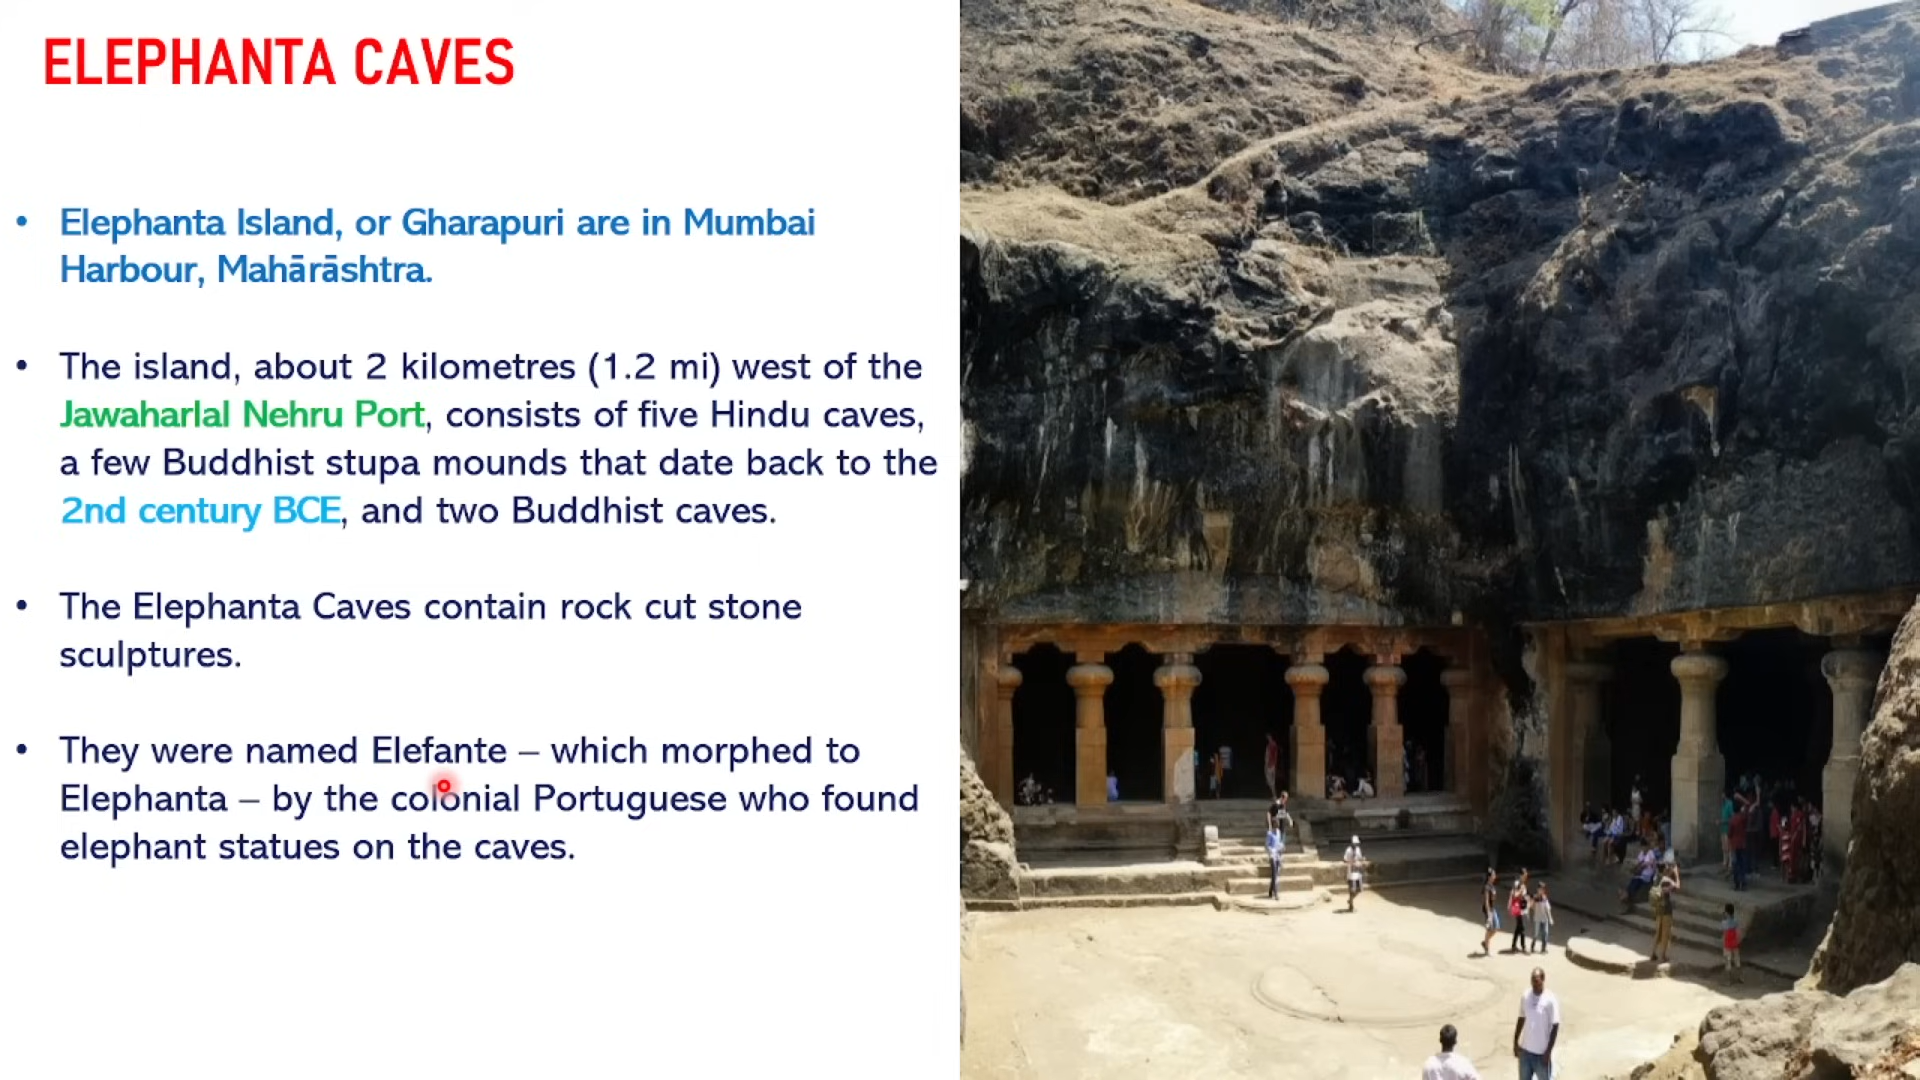 ELEPHANTA CAVES
• Elephanta Island, or Gharapuri are in Mumbai
Harbour, Mahārāshtra.
• The island, about 2 kilometres (1.2 mi) west of the
Jawaharlal Nehru Port, consists of five Hindu caves,
a few Buddhist stupa mounds that date back to the
2nd century BCE, and two Buddhist caves.
• The Elephanta Caves contain rock cut stone
sculptures.
• They were named Elefante – which morphed to
Elephanta – by the colonial Portuguese who found
elephant statues on the caves.